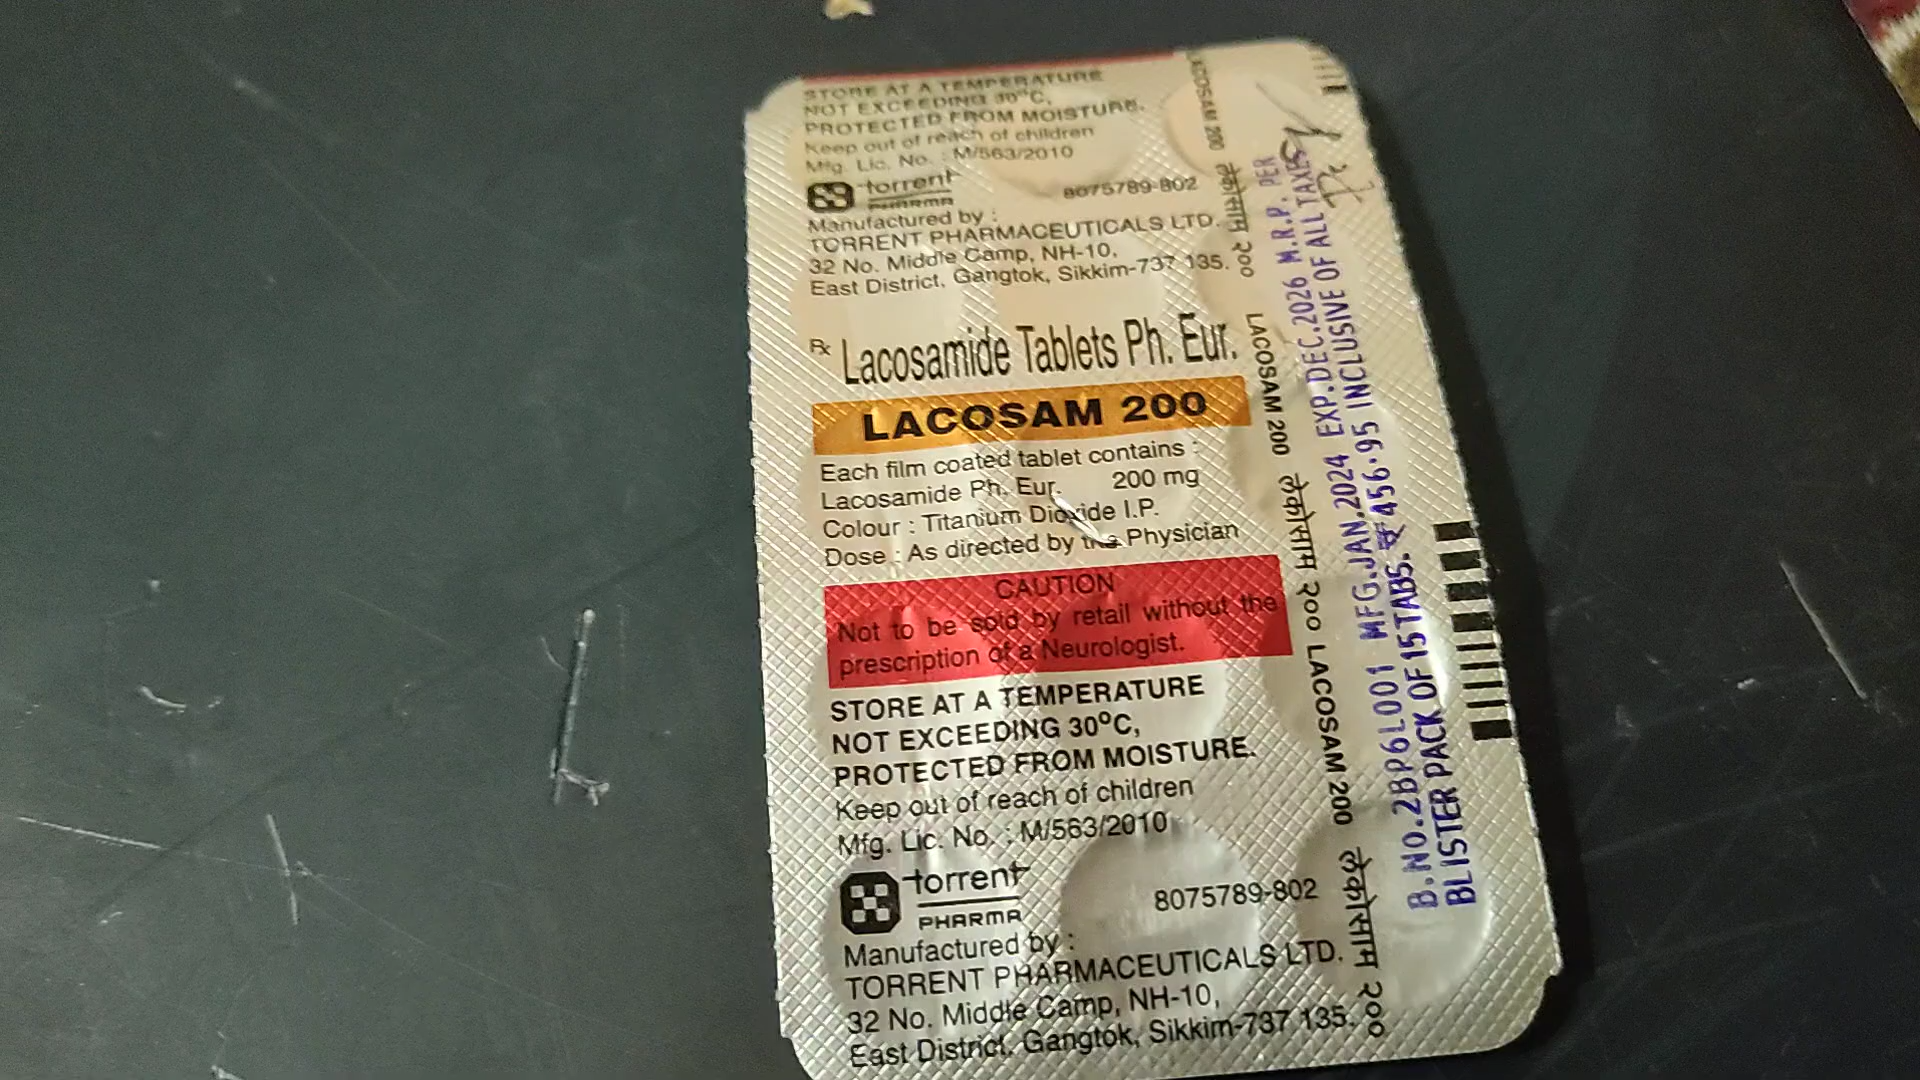 STORE AT A TEMPERATURE
NOT EXCEEDING 30°C,
PROTECTED FROM MOISTURE.
Keep out of reach of children
Mfg. Lic. No. : M/563/2010
torrent
PHARMA
8075789-802
Manufactured by :
TORRENT PHARMACEUTICALS LTD.
32 No. Middle Camp, NH-10,
East District, Gangtok, Sikkim-737 135.
Rx Lacosamide Tablets Ph. Eur.
LACOSAM 200
Each film coated tablet contains :
Lacosamide Ph. Eur. 200 mg
Colour : Titanium Dioxide I.P.
Dose : As directed by the Physician
CAUTION
Not to be sold by retail without the
prescription of a Neurologist.
STORE AT A TEMPERATURE
NOT EXCEEDING 30°C,
PROTECTED FROM MOISTURE.
Keep out of reach of children
Mfg. Lic. No. : M/563/2010
torrent
PHARMA
8075789-802
Manufactured by :
TORRENT PHARMACEUTICALS LTD.
32 No. Middle Camp, NH-10,
East District, Gangtok, Sikkim-737 135.
LACOSAM 200 लेकोसाम २०० LACOSAM 200 लेकोसाम २०० LACOSAM 200 लेकोसाम २००
B.NO.2BP6L001 MFG.JAN.2024 EXP.DEC.2026 M.R.P. PER
BLISTER PACK OF 15 TABS. ₹ 456.95 INCLUSIVE OF ALL TAXES